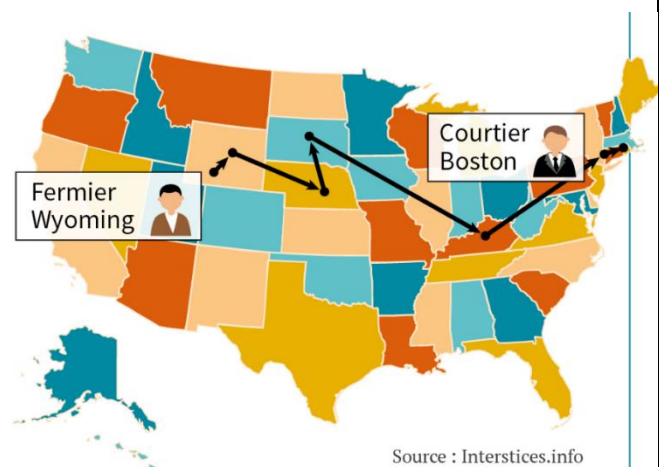 Courtier
Boston
Fermier
Wyoming
Source : Interstices.info